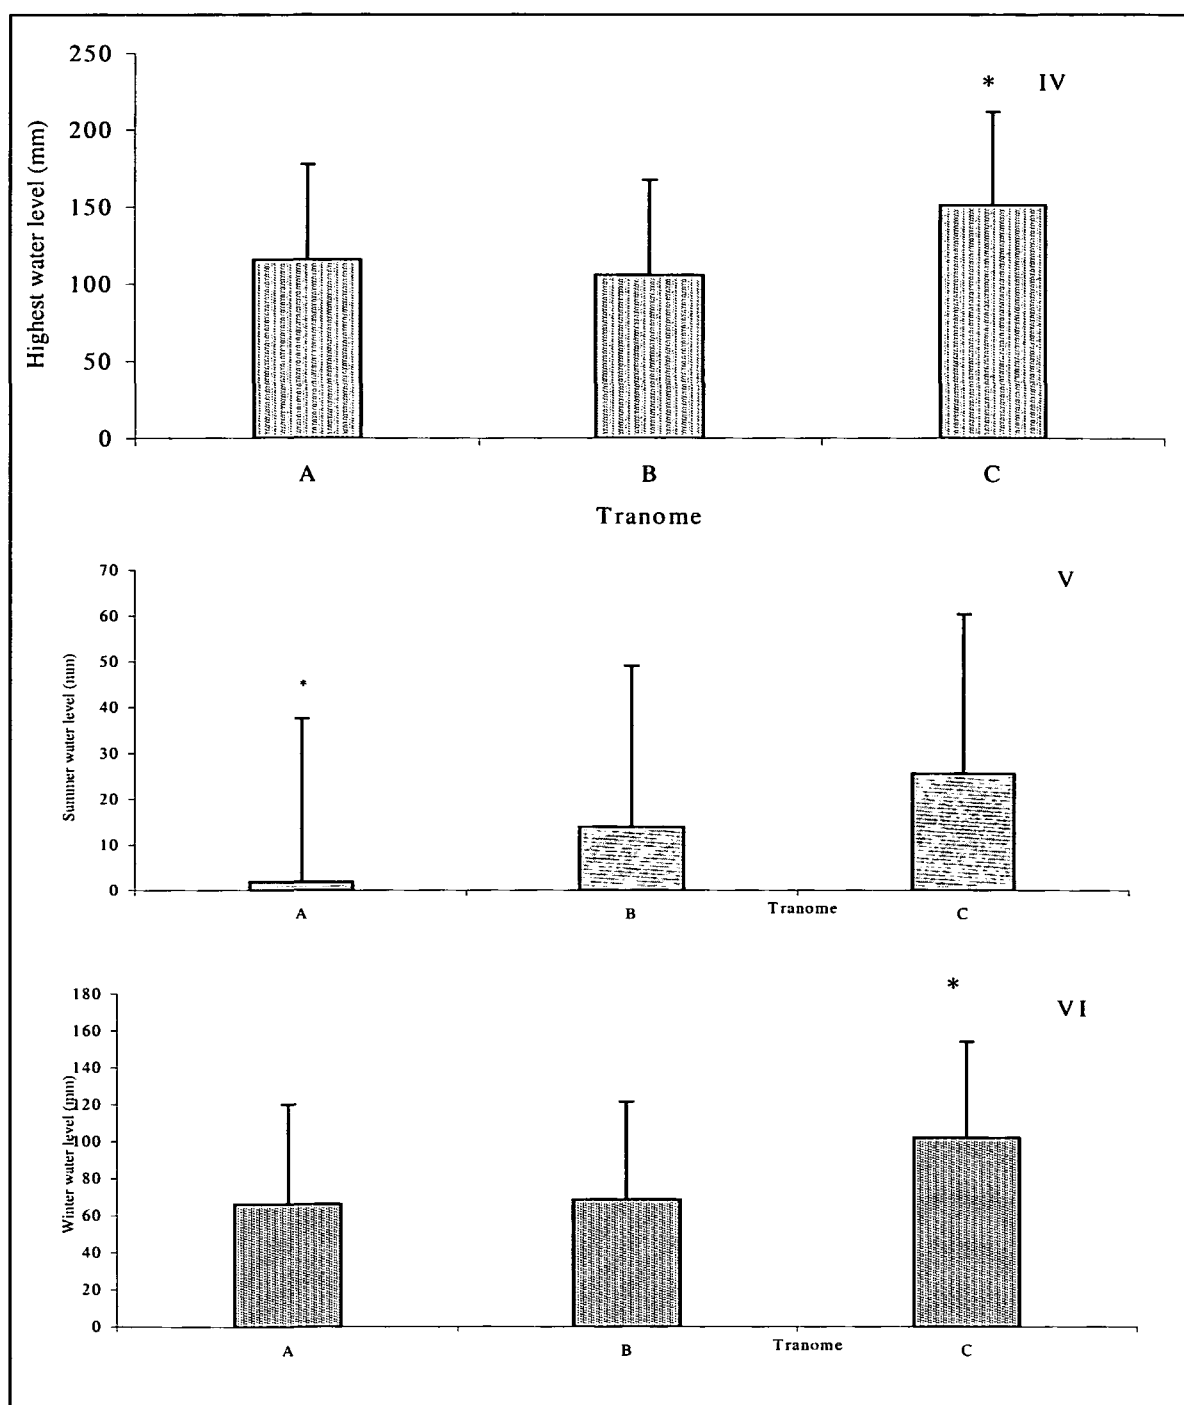 250
* IV
200
150
100
50
0
Highest water level (mm)
A B C
Tranome
70
V
60
50
*
40
30
20
10
0
Summer water level (mm)
A B Tranome C
180
*
VI
160
140
120
100
80
60
40
20
0
Winter water level (mm)
A B Tranome C